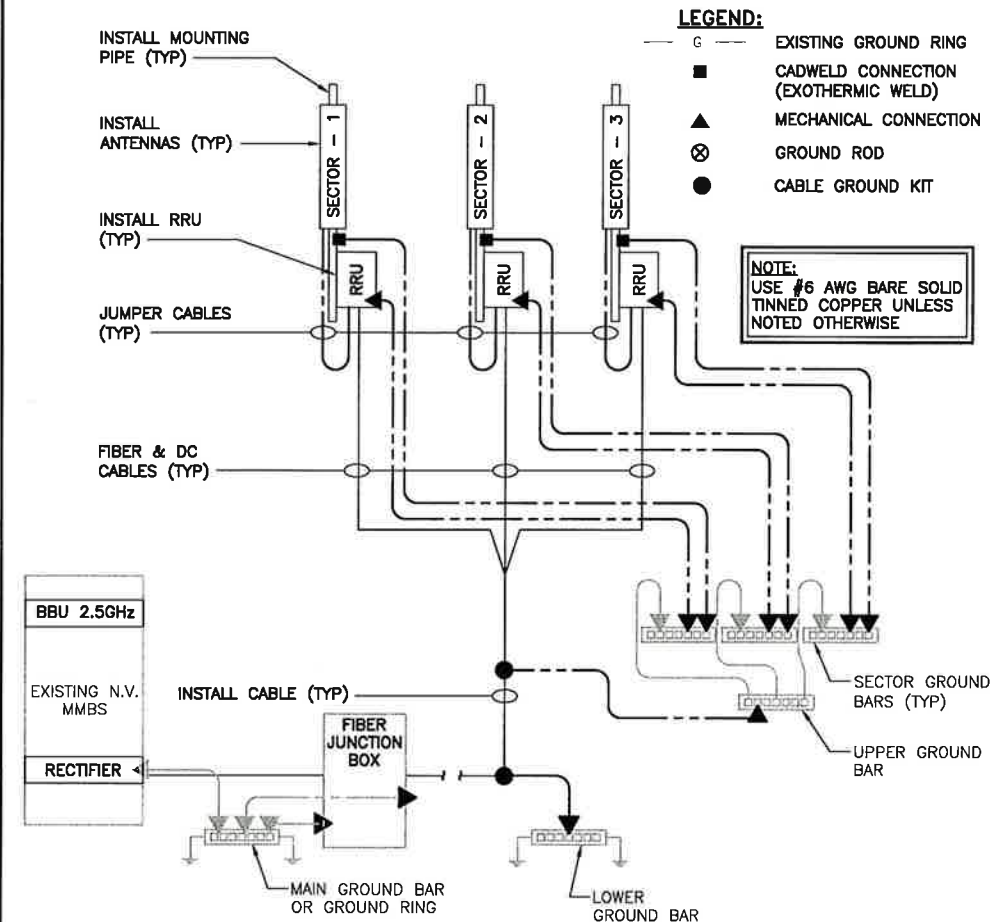 LEGEND:
— G — EXISTING GROUND RING
CADWELD CONNECTION
(EXOTHERMIC WELD)
MECHANICAL CONNECTION
GROUND ROD
CABLE GROUND KIT
NOTE:
USE #6 AWG BARE SOLID
TINNED COPPER UNLESS
NOTED OTHERWISE
INSTALL MOUNTING
PIPE (TYP)
INSTALL
ANTENNAS (TYP)
INSTALL RRU
(TYP)
JUMPER CABLES
(TYP)
FIBER & DC
CABLES (TYP)
SECTOR - 1
SECTOR - 2
SECTOR - 3
RRU
RRU
RRU
BBU 2.5GHz
EXISTING N.V.
MMBS
RECTIFIER
INSTALL CABLE (TYP)
FIBER
JUNCTION
BOX
SECTOR GROUND
BARS (TYP)
UPPER GROUND
BAR
MAIN GROUND BAR
OR GROUND RING
LOWER
GROUND BAR